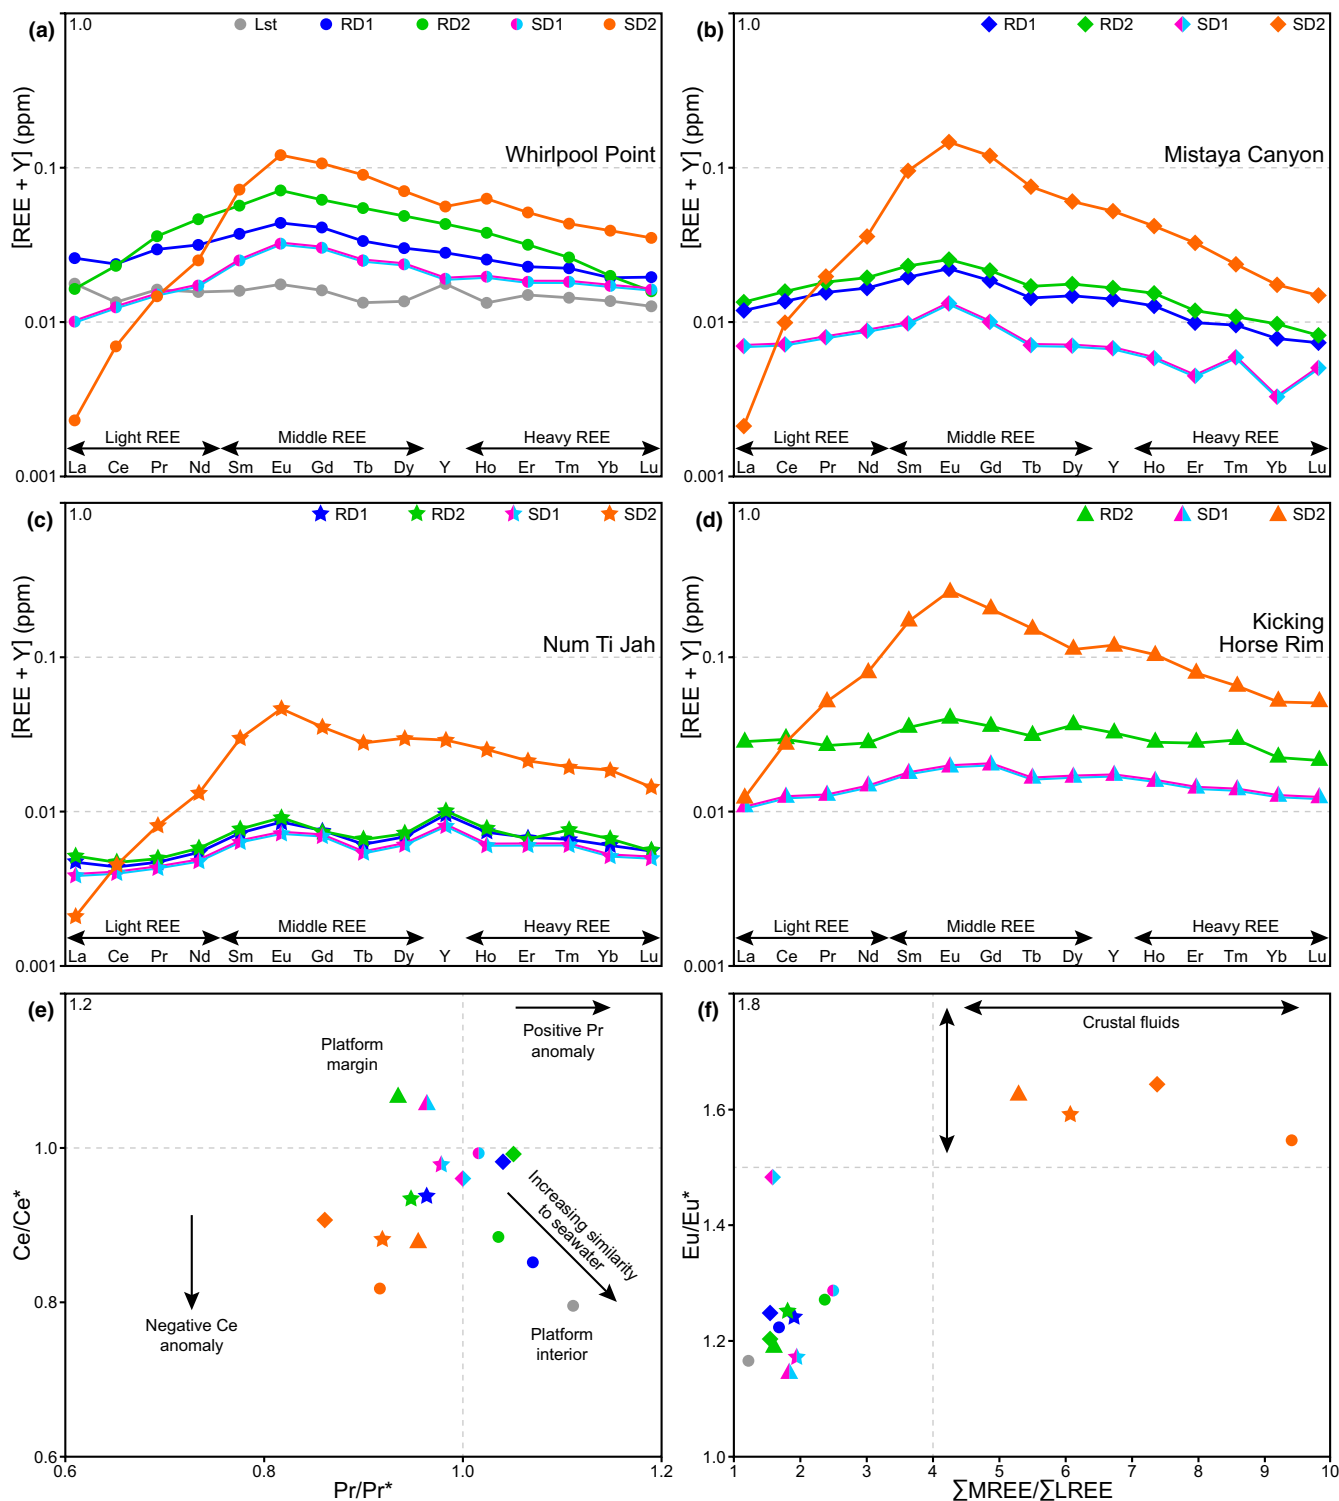 (a)
1.0
Lst RD1 RD2 SD1 SD2
[REE + Y] (ppm)
Whirlpool Point
0.1
0.01
0.001
Light REE Middle REE Heavy REE
La Ce Pr Nd Sm Eu Gd Tb Dy Y Ho Er Tm Yb Lu
(b)
1.0
RD1 RD2 SD1 SD2
[REE + Y] (ppm)
Mistaya Canyon
0.1
0.01
0.001
Light REE Middle REE Heavy REE
La Ce Pr Nd Sm Eu Gd Tb Dy Y Ho Er Tm Yb Lu
(c)
1.0
RD1 RD2 SD1 SD2
[REE + Y] (ppm)
Num Ti Jah
0.1
0.01
0.001
Light REE Middle REE Heavy REE
La Ce Pr Nd Sm Eu Gd Tb Dy Y Ho Er Tm Yb Lu
(d)
1.0
RD2 SD1 SD2
[REE + Y] (ppm)
Kicking
Horse Rim
0.1
0.01
0.001
Light REE Middle REE Heavy REE
La Ce Pr Nd Sm Eu Gd Tb Dy Y Ho Er Tm Yb Lu
(e)
1.2
Positive Pr
anomaly
Platform
margin
1.0
Ce/Ce*
Increasing similarity
to seawater
0.8
Negative Ce
anomaly
Platform
interior
0.6
0.6 0.8 1.0 1.2
Pr/Pr*
(f)
1.8
Crustal fluids
1.6
1.4
Eu/Eu*
1.2
1.0
1 2 3 4 5 6 7 8 9 10
∑MREE/∑LREE